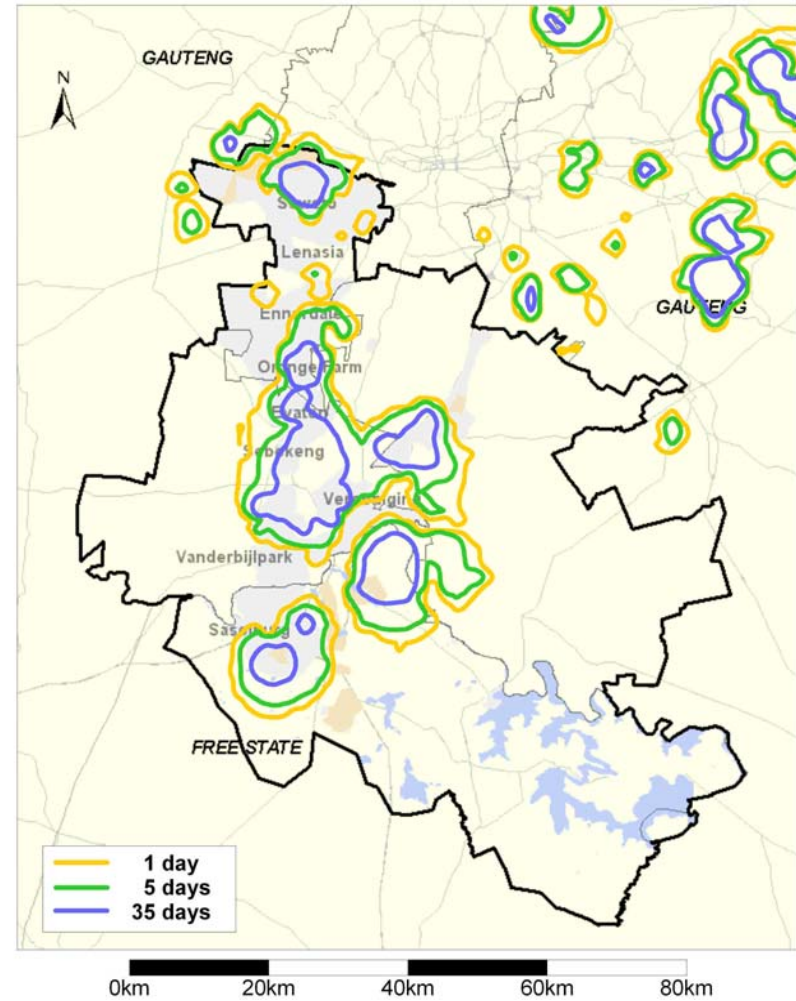 GAUTENG
N
Soweto
Lenasia
Ennerdale
GAUTENG
Orange Farm
Evaton
Sebokeng
Vereeniging
Vanderbijlpark
Sasolburg
FREE STATE
1 day
5 days
35 days
0km 20km 40km 60km 80km